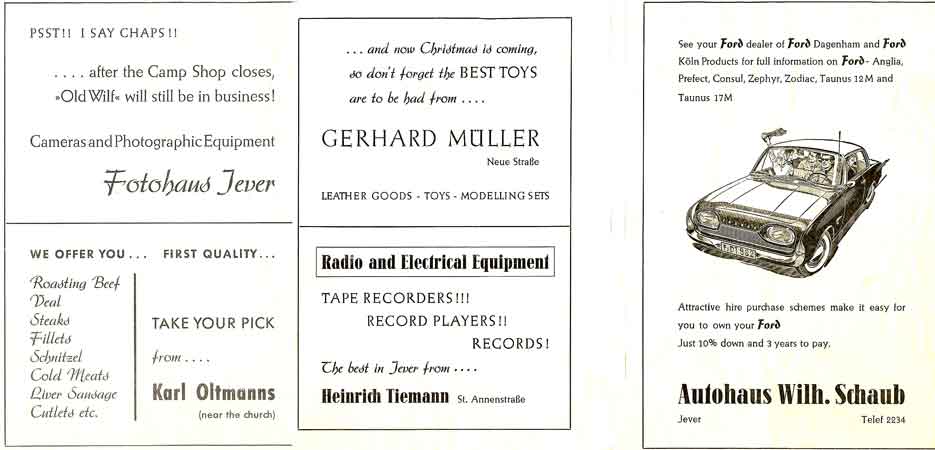 PSST!! I SAY CHAPS!!
.... after the Camp Shop closes,
»Old Wilf« will still be in business!
Cameras and Photographic Equipment
Fotohaus Jever
WE OFFER YOU... FIRST QUALITY...
Roasting Beef
Veal
Steaks
Fillets
Schnitzel
Cold Meats
Liver Sausage
Cutlets etc.
TAKE YOUR PICK
from....
Karl Oltmanns
(near the church)
... and now Christmas is coming,
so don't forget the BEST TOYS
are to be had from ....
GERHARD MÜLLER
Neue Straße
LEATHER GOODS - TOYS - MODELLING SETS
Radio and Electrical Equipment
TAPE RECORDERS!!!
RECORD PLAYERS!!
RECORDS!
The best in Jever from ....
Heinrich Tiemann St. Annenstraße
See your Ford dealer of Ford Dagenham and Ford
Köln Products for full information on Ford- Anglia,
Prefect, Consul, Zephyr, Zodiac, Taunus 12 M and
Taunus 17M
Attractive hire purchase schemes make it easy for
you to own your Ford
Just 10% down and 3 years to pay.
Autohaus Wilh. Schaub
Jever Telef 2234